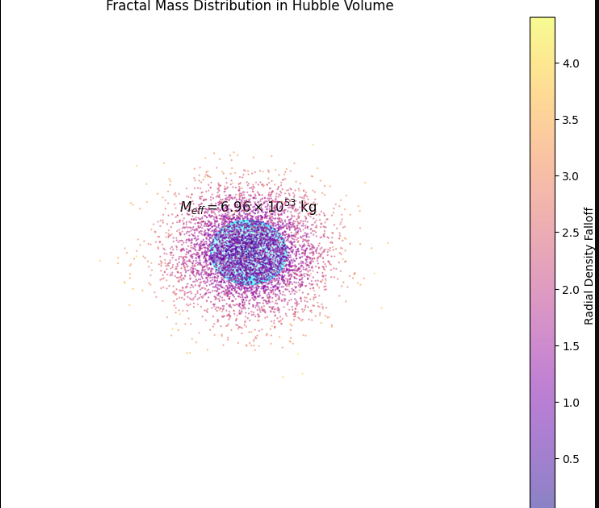 Fractal Mass Distribution in Hubble Volume
4.0
3.5
3.0
2.5
2.0
1.5
1.0
0.5
Radial Density Falloff
M_eff = 6.96 × 10^53 kg